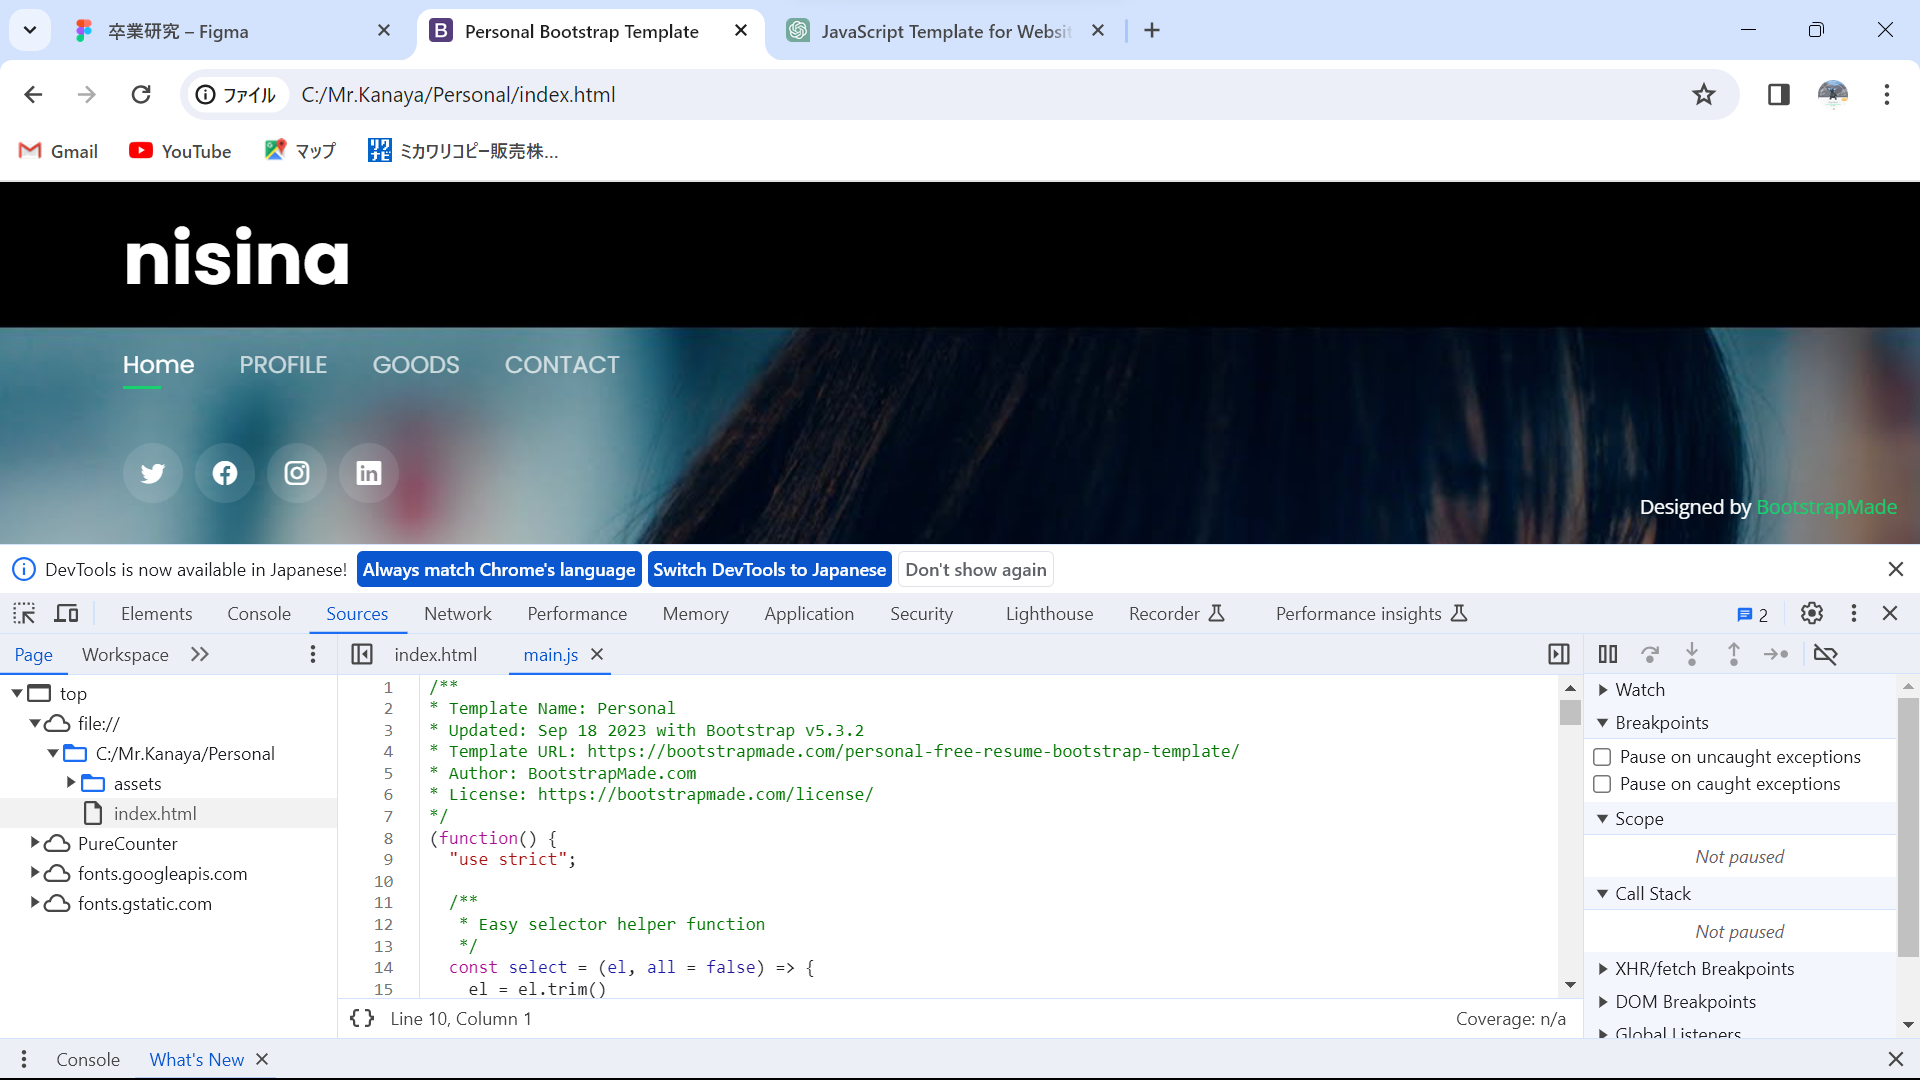 卒業研究 – Figma
Personal Bootstrap Template
JavaScript Template for Websit
ファイル C:/Mr.Kanaya/Personal/index.html
Gmail YouTube マップ ミカワリコピー販売株...
nisina
Home PROFILE GOODS CONTACT
Designed by BootstrapMade
DevTools is now available in Japanese! Always match Chrome's language Switch DevTools to Japanese Don't show again
Elements Console Sources Network Performance Memory Application Security Lighthouse Recorder Performance insights 2
Page Workspace
index.html main.js
top
file://
C:/Mr.Kanaya/Personal
assets
index.html
PureCounter
fonts.googleapis.com
fonts.gstatic.com
1 /**
2 * Template Name: Personal
3 * Updated: Sep 18 2023 with Bootstrap v5.3.2
4 * Template URL: https://bootstrapmade.com/personal-free-resume-bootstrap-template/
5 * Author: BootstrapMade.com
6 * License: https://bootstrapmade.com/license/
7 */
8 (function() {
9 "use strict";
10
11 /**
12 * Easy selector helper function
13 */
14 const select = (el, all = false) => {
15 el = el.trim()
{} Line 10, Column 1 Coverage: n/a
Watch
Breakpoints
Pause on uncaught exceptions
Pause on caught exceptions
Scope
Not paused
Call Stack
Not paused
XHR/fetch Breakpoints
DOM Breakpoints
Global Listeners
Console What's New